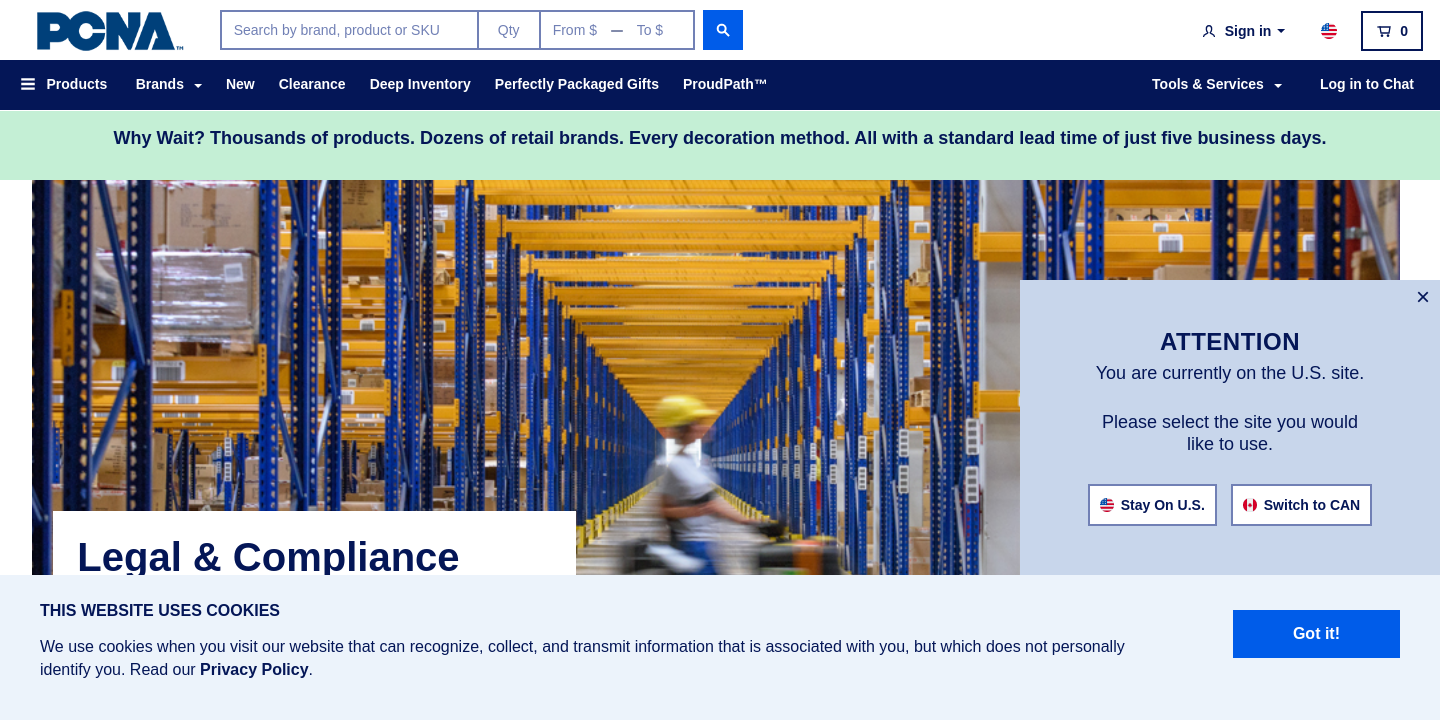 PCNA™
Search by brand, product or SKU
Qty
From $ — To $
Sign in
0
Products
Brands
New
Clearance
Deep Inventory
Perfectly Packaged Gifts
ProudPath™
Tools & Services
Log in to Chat
Why Wait? Thousands of products. Dozens of retail brands. Every decoration method. All with a standard lead time of just five business days.
ATTENTION
You are currently on the U.S. site.
Please select the site you would
like to use.
Stay On U.S.
Switch to CAN
Legal & Compliance
THIS WEBSITE USES COOKIES
We use cookies when you visit our website that can recognize, collect, and transmit information that is associated with you, but which does not personally
identify you. Read our Privacy Policy.
Got it!